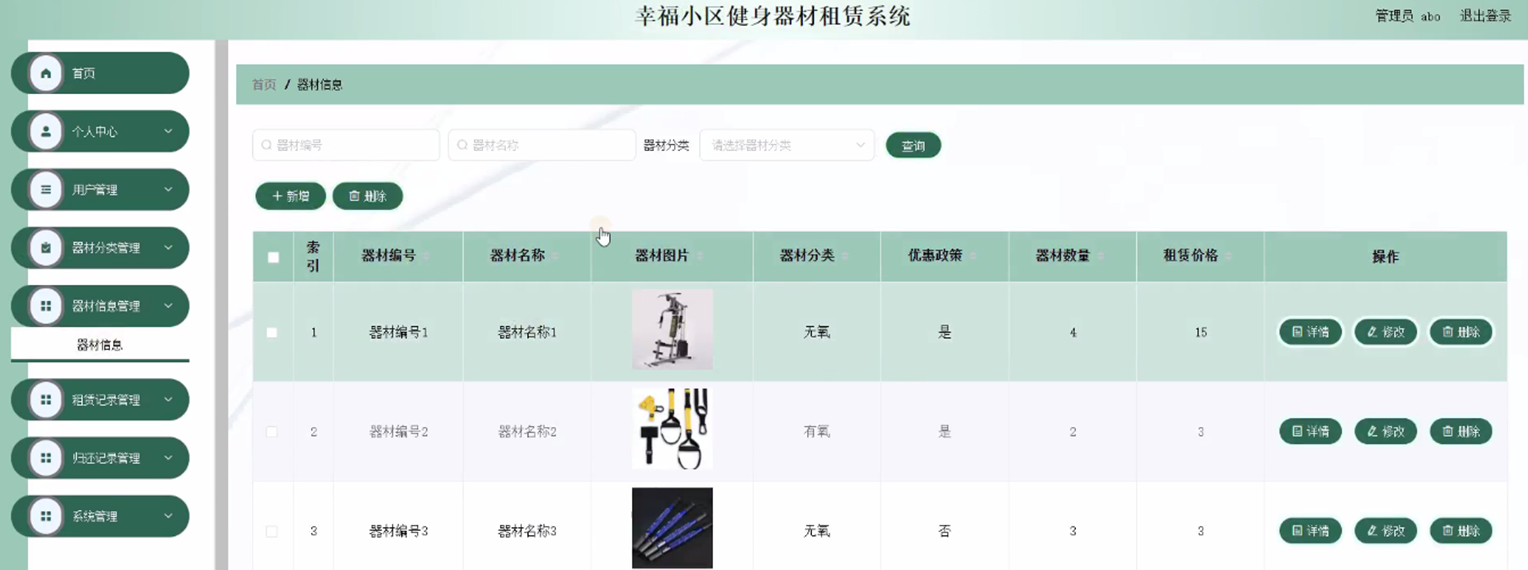 幸福小区健身器材租赁系统
管理员 abo 退出登录
首页
个人中心
用户管理
器材分类管理
器材信息管理
器材信息
租赁记录管理
归还记录管理
系统管理
首页 / 器材信息
器材编号 器材名称 器材分类 请选择器材分类 查询
新增 删除
索引 器材编号 器材名称 器材图片 器材分类 优惠政策 器材数量 租赁价格 操作
1 器材编号1 器材名称1 无氧 是 4 15 详情 修改 删除
2 器材编号2 器材名称2 有氧 是 2 3 详情 修改 删除
3 器材编号3 器材名称3 无氧 否 3 3 详情 修改 删除